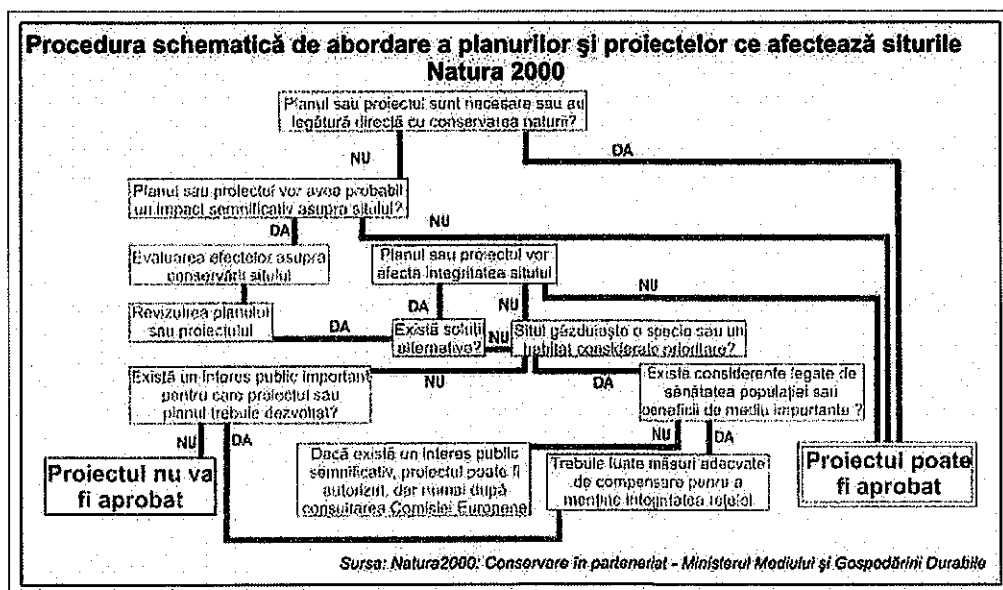 Procedura schematică de abordare a planurilor şi proiectelor ce afectează siturile
Natura 2000
Planul sau proiectul sunt necesare sau au
legătură directă cu conservarea naturii?
NU
DA
Planul sau proiectul vor avea probabil
un impact semnificativ asupra sitului?
NU
DA
Evaluarea efectelor asupra
conservării sitului
Planul sau proiectul vor
afecta integritatea sitului
Revizuirea planului
sau proiectului
DA
DA
NU
NU
Există soluţii
alternative?
NU
Situl găzduieşte o specie sau un
habitat considerate prioritare?
Există un interes public important
pentru care proiectul sau
planul trebuie dezvoltat?
NU
DA
Există considerente legate de
sănătatea populaţiei sau
beneficii de mediu importante ?
NU
DA
NU
DA
Proiectul nu va
fi aprobat
Dacă există un interes public
semnificativ, proiectul poate fi
autorizat, dar numai după
consultarea Comisiei Europene
Trebuie luate măsuri adecvate
de compensare pentru a
menţine integritatea reţelei
Proiectul poate
fi aprobat
Sursa: Natura2000: Conservare în parteneriat - Ministerul Mediului şi Gospodăririi Durabile